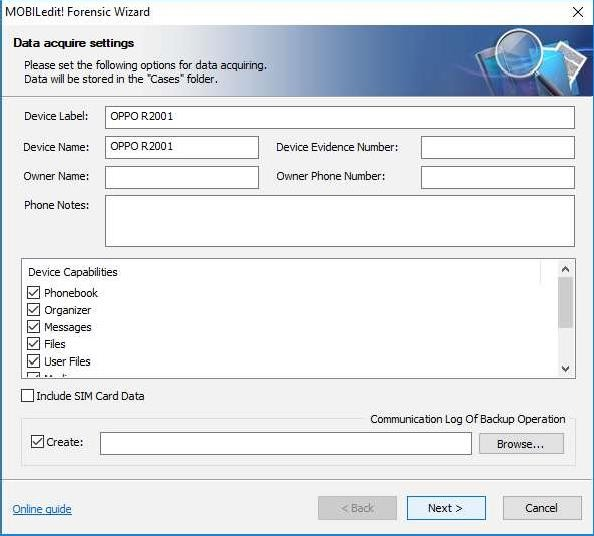 MOBILedit! Forensic Wizard
Data acquire settings
Please set the following options for data acquiring.
Data will be stored in the "Cases" folder.
Device Label: OPPO R2001
Device Name: OPPO R2001 Device Evidence Number:
Owner Name: Owner Phone Number:
Phone Notes:
Device Capabilities
Phonebook
Organizer
Messages
Files
User Files
Include SIM Card Data
Communication Log Of Backup Operation
Create: Browse...
Online guide < Back Next > Cancel